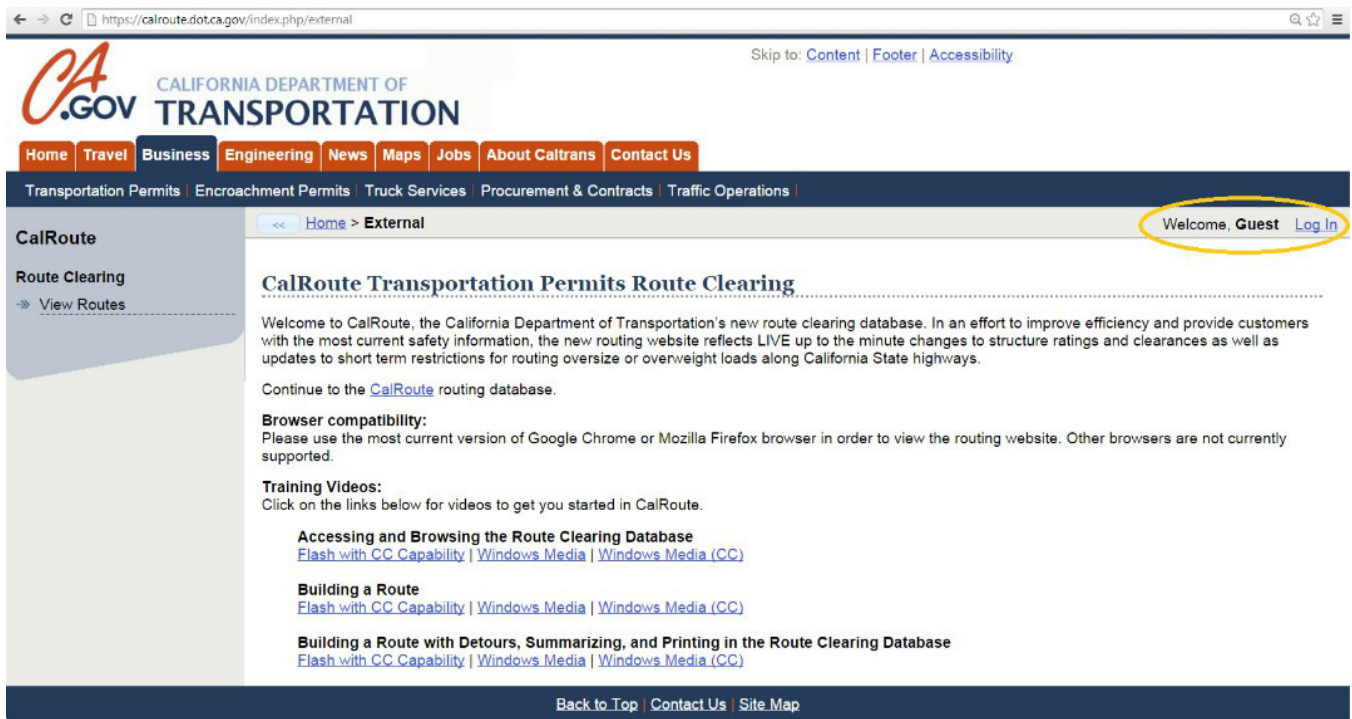 https://calroute.dot.ca.gov/index.php/external
Skip to: Content | Footer | Accessibility
CA.GOV
CALIFORNIA DEPARTMENT OF
TRANSPORTATION
Home Travel Business Engineering News Maps Jobs About Caltrans Contact Us
Transportation Permits | Encroachment Permits | Truck Services | Procurement & Contracts | Traffic Operations |
CalRoute
Route Clearing
View Routes
<< Home > External
Welcome, Guest Log In
CalRoute Transportation Permits Route Clearing
Welcome to CalRoute, the California Department of Transportation's new route clearing database. In an effort to improve efficiency and provide customers
with the most current safety information, the new routing website reflects LIVE up to the minute changes to structure ratings and clearances as well as
updates to short term restrictions for routing oversize or overweight loads along California State highways.
Continue to the CalRoute routing database.
Browser compatibility:
Please use the most current version of Google Chrome or Mozilla Firefox browser in order to view the routing website. Other browsers are not currently
supported.
Training Videos:
Click on the links below for videos to get you started in CalRoute.
Accessing and Browsing the Route Clearing Database
Flash with CC Capability | Windows Media | Windows Media (CC)
Building a Route
Flash with CC Capability | Windows Media | Windows Media (CC)
Building a Route with Detours, Summarizing, and Printing in the Route Clearing Database
Flash with CC Capability | Windows Media | Windows Media (CC)
Back to Top | Contact Us | Site Map